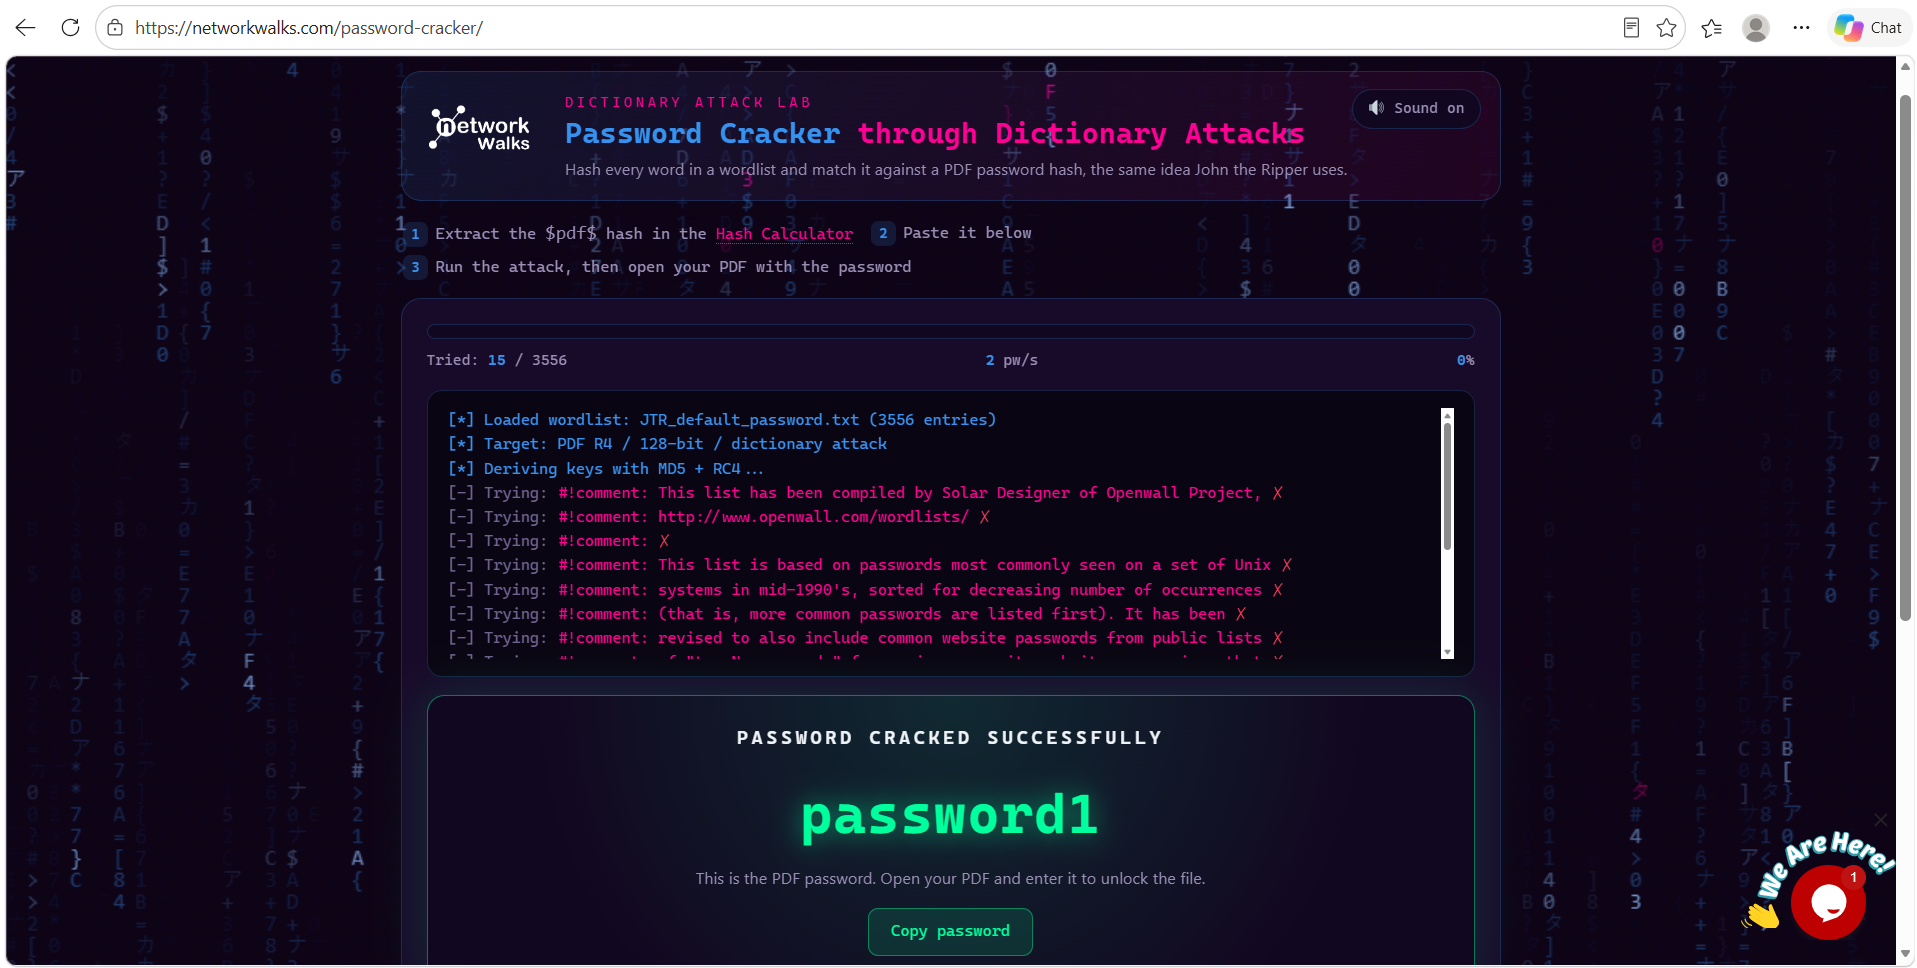 https://networkwalks.com/password-cracker/
Chat
network
Walks
DICTIONARY ATTACK LAB
Password Cracker through Dictionary Attacks
Hash every word in a wordlist and match it against a PDF password hash, the same idea John the Ripper uses.
Sound on
1 Extract the $pdf$ hash in the Hash Calculator 2 Paste it below
3 Run the attack, then open your PDF with the password
Tried: 15 / 3556 2 pw/s 0%
[*] Loaded wordlist: JTR_default_password.txt (3556 entries)
[*] Target: PDF R4 / 128-bit / dictionary attack
[*] Deriving keys with MD5 + RC4...
[-] Trying: #!comment: This list has been compiled by Solar Designer of Openwall Project, ✗
[-] Trying: #!comment: http://www.openwall.com/wordlists/ ✗
[-] Trying: #!comment: ✗
[-] Trying: #!comment: This list is based on passwords most commonly seen on a set of Unix ✗
[-] Trying: #!comment: systems in mid-1990's, sorted for decreasing number of occurrences ✗
[-] Trying: #!comment: (that is, more common passwords are listed first). It has been ✗
[-] Trying: #!comment: revised to also include common website passwords from public lists ✗
PASSWORD CRACKED SUCCESSFULLY
password1
This is the PDF password. Open your PDF and enter it to unlock the file.
Copy password
We Are Here!
1